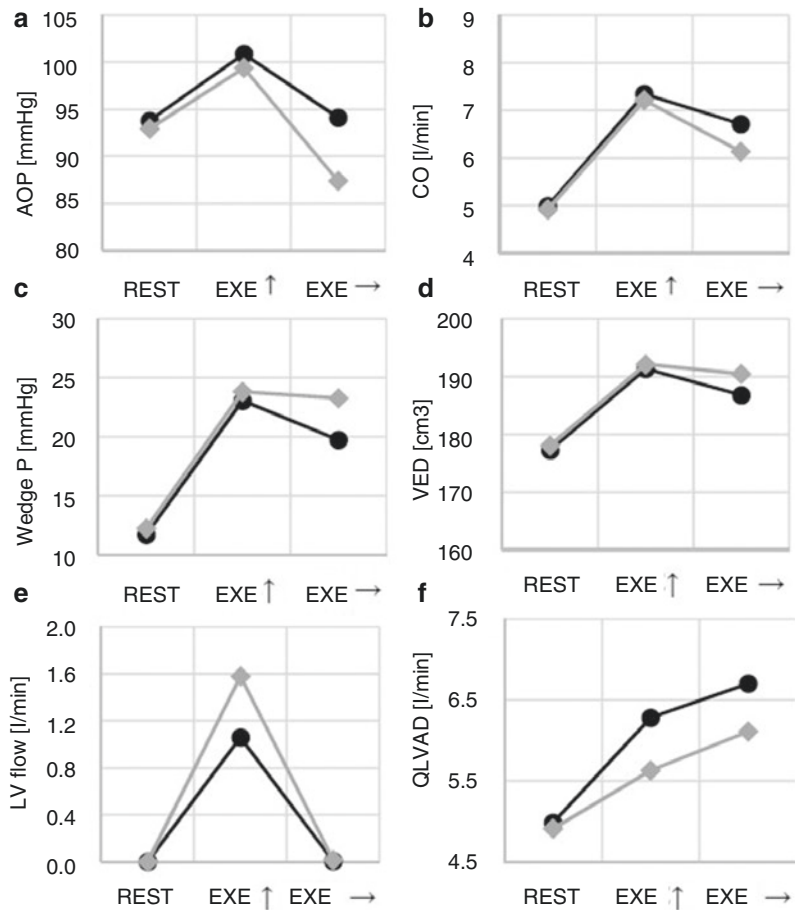 a
105
100
95
90
85
80
AOP [mmHg]
REST EXE ↑ EXE →
b
9
8
7
6
5
4
CO [l/min]
REST EXE ↑ EXE →
c
30
25
20
15
10
Wedge P [mmHg]
REST EXE ↑ EXE →
d
200
190
180
170
160
VED [cm3]
REST EXE ↑ EXE →
e
2.0
1.6
1.2
0.8
0.4
0.0
LV flow [l/min]
REST EXE ↑ EXE →
f
7.5
6.5
5.5
4.5
QLVAD [l/min]
REST EXE ↑ EXE →